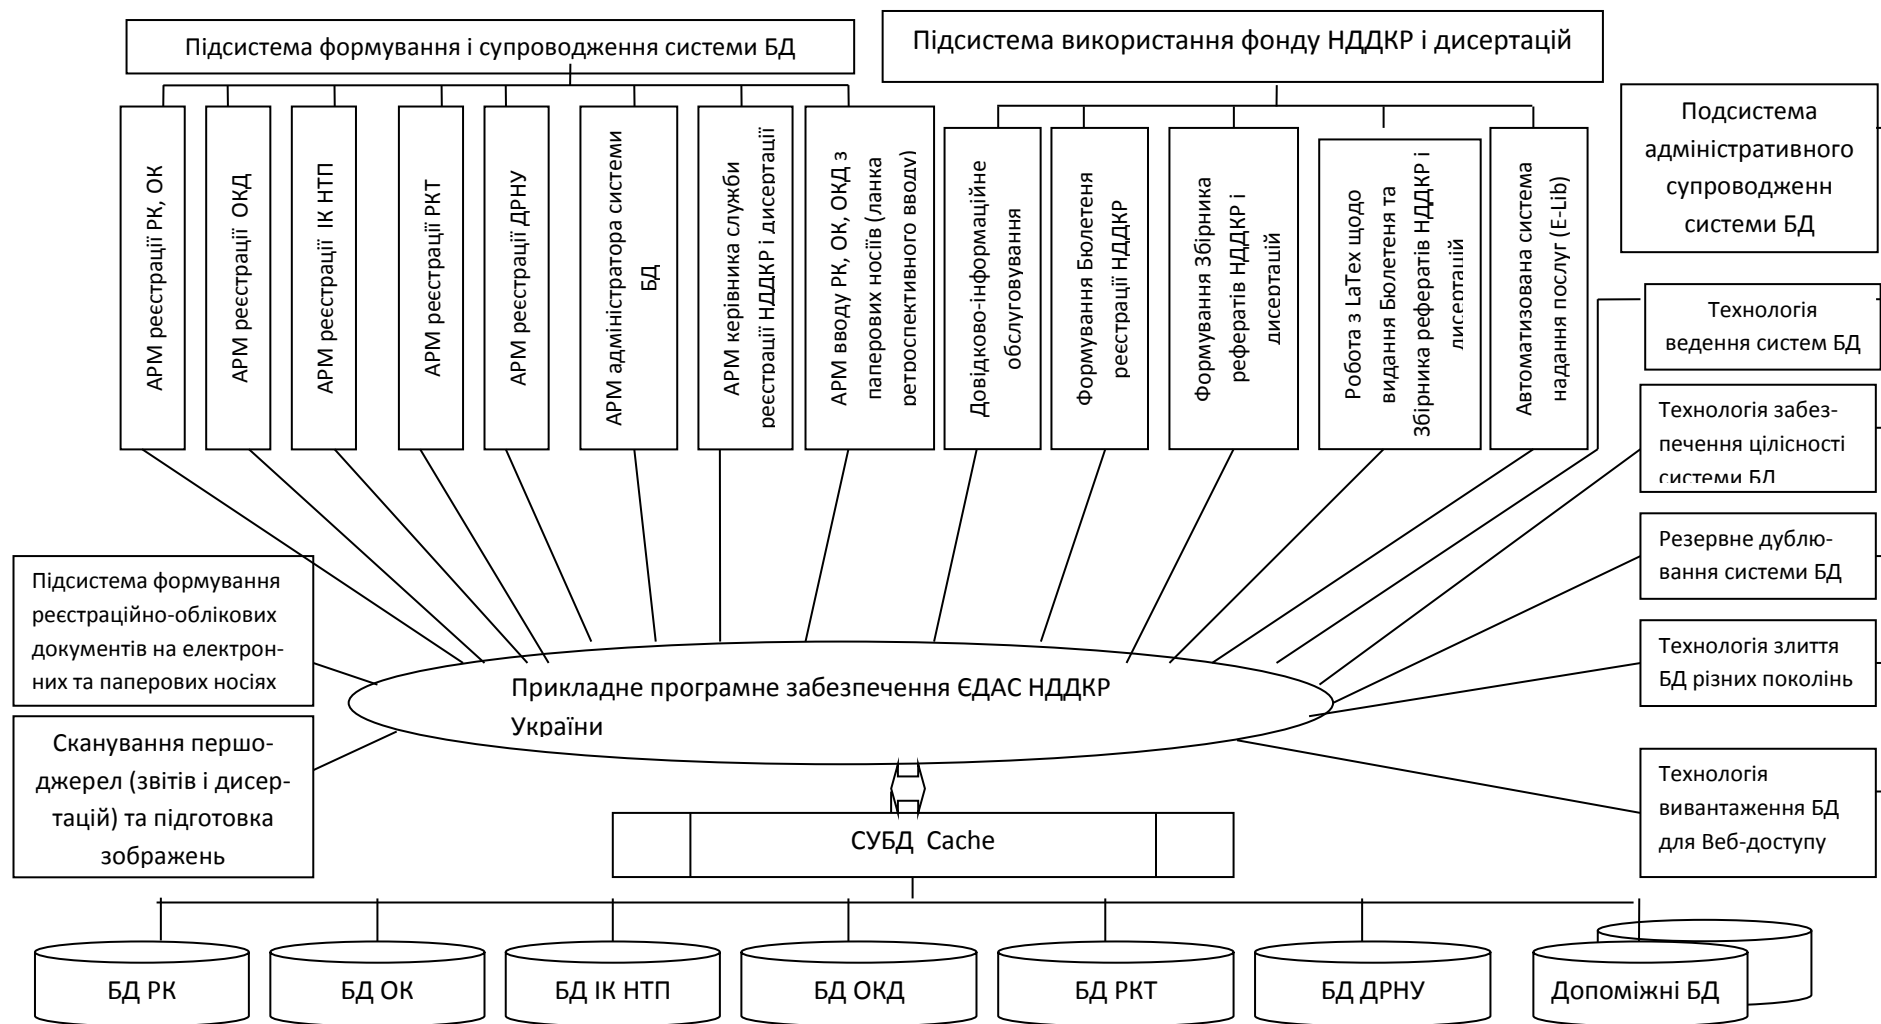 Підсистема формування і супроводження системи БД
Підсистема використання фонду НДДКР і дисертацій
Подсистема
адміністративного
супроводженн
системи БД
АРМ реєстрації РК, ОК
АРМ реєстрації ОКД
АРМ реєстрації ІК НТП
АРМ реєстрації РКТ
АРМ реєстрації ДРНУ
АРМ адміністратора системи
БД
АРМ керівника служби
реєстрації НДДКР і дисертації
АРМ вводу РК, ОК, ОКД з
паперових носіїв (ланка
ретроспективного вводу)
Довідково-інформаційне
обслуговування
Формування Бюлетеня
реєстрації НДДКР
Формування Збірника
рефератів НДДКР і
дисертацій
Робота з LaTex щодо
видання Бюлетена та
Збірника рефератів НДДКР і
дисертацій
Автоматизована система
надання послуг (E-Lib)
Технологія
ведення систем БД
Технологія забез-
печення цілісності
системи БД
Резервне дублю-
вання системи БД
Технологія злиття
БД різних поколінь
Технологія
вивантаження БД
для Веб-доступу
Підсистема формування
реєстраційно-облікових
документів на електрон-
них та паперових носіях
Сканування першо-
джерел (звітів і дисер-
тацій) та підготовка
зображень
Прикладне програмне забезпечення ЄДАС НДДКР
України
СУБД Cache
БД РК
БД ОК
БД ІК НТП
БД ОКД
БД РКТ
БД ДРНУ
Допоміжні БД